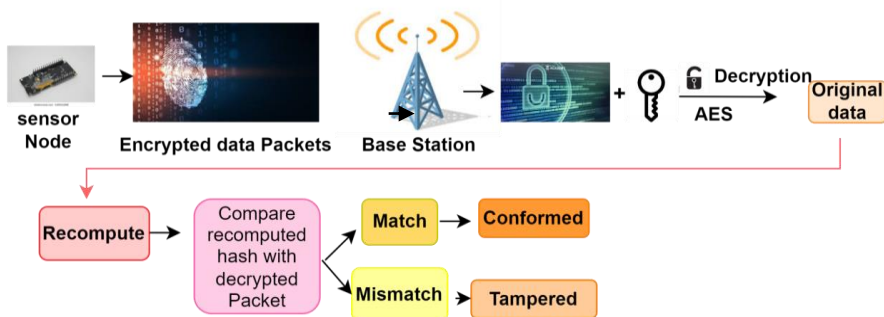 sensor
Node
Encrypted data Packets
Base Station
+
Decryption
AES
Original
data
Recompute
Compare
recomputed
hash with
decrypted
Packet
Match
Conformed
Mismatch
Tampered